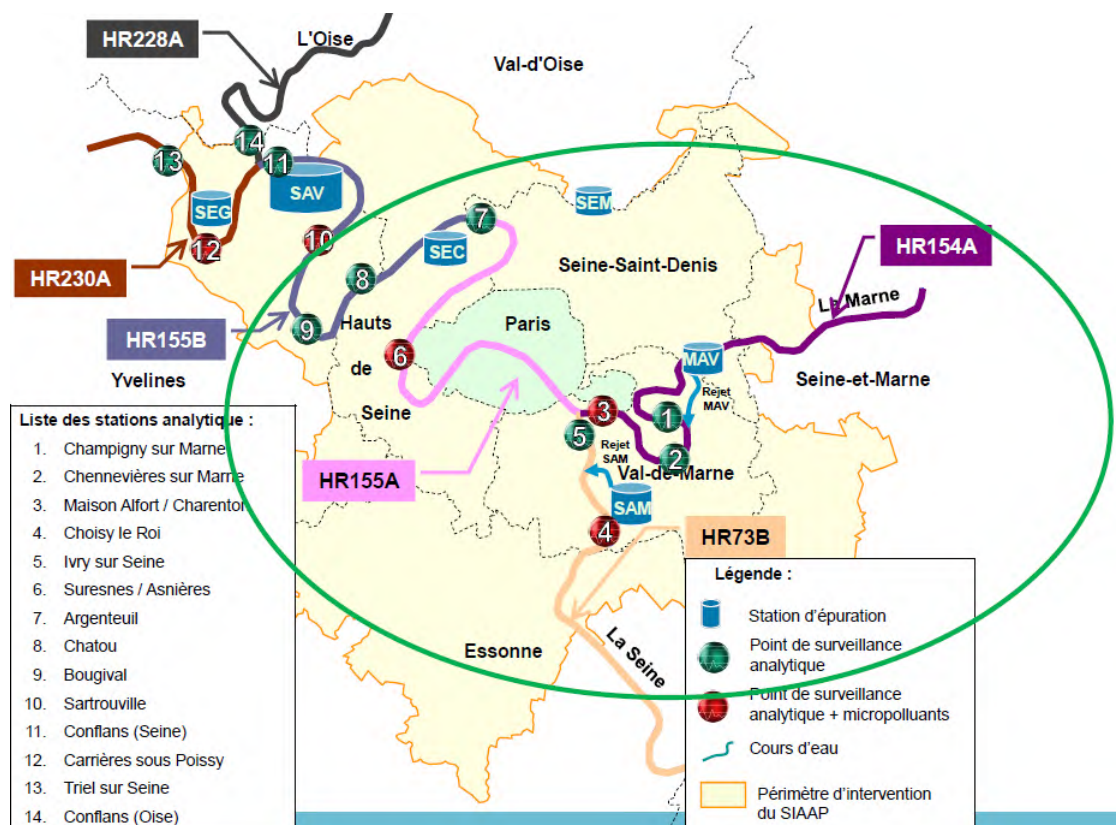 HR228A
L'Oise
Val-d'Oise
14
13
11
SAV
SEG
12
10
SEM
7
SEC
HR230A
8
Seine-Saint-Denis
HR154A
La Marne
HR155B
9
Hauts
de
Seine
Paris
6
MAV
Yvelines
Seine-et-Marne
Rejet
MAV
3
1
5
Rejet
SAM
2
Val-de-Marne
HR155A
SAM
4
HR73B
Essonne
La Seine
Liste des stations analytique :
1. Champigny sur Marne
2. Chennevières sur Marne
3. Maison Alfort / Charenton
4. Choisy le Roi
5. Ivry sur Seine
6. Suresnes / Asnières
7. Argenteuil
8. Chatou
9. Bougival
10. Sartrouville
11. Conflans (Seine)
12. Carrières sous Poissy
13. Triel sur Seine
14. Conflans (Oise)
Légende :
Station d'épuration
Point de surveillance
analytique
Point de surveillance
analytique + micropolluants
Cours d'eau
Périmètre d'intervention
du SIAAP